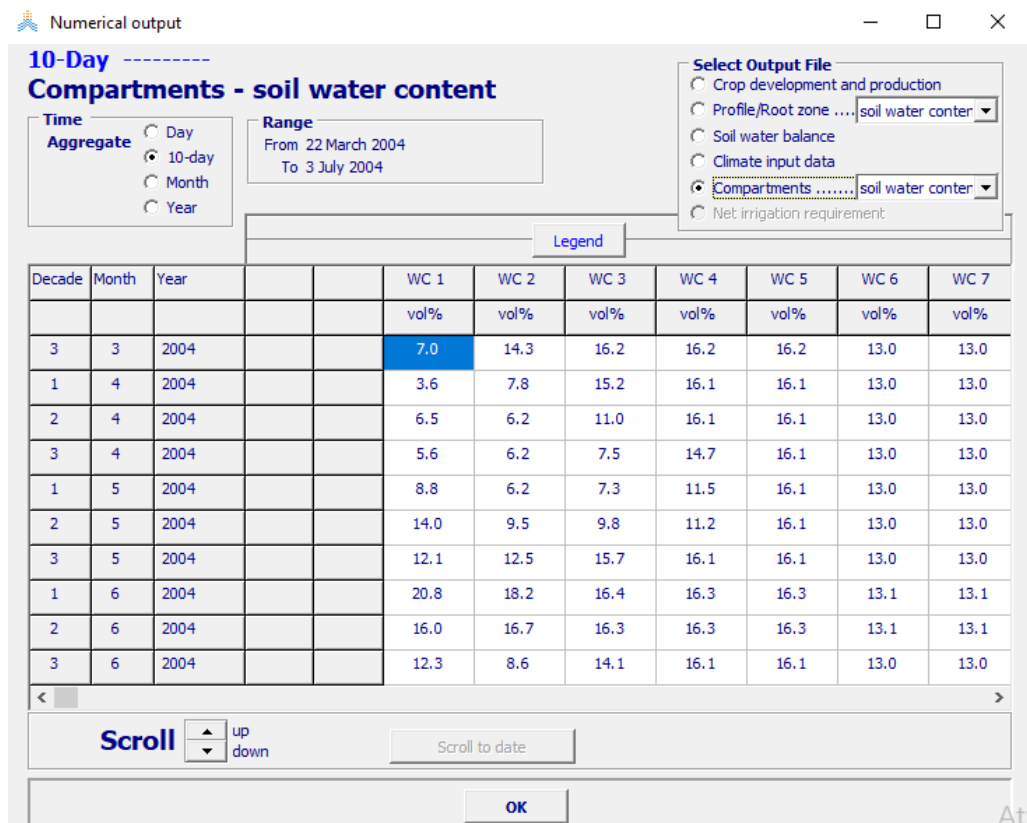 Numerical output
10-Day ---------
Compartments - soil water content
Time
Aggregate
Day
10-day
Month
Year
Range
From 22 March 2004
To 3 July 2004
Select Output File
Crop development and production
Profile/Root zone .... soil water conter
Soil water balance
Climate input data
Compartments ....... soil water conter
Net irrigation requirement
Legend
Decade Month Year WC 1 WC 2 WC 3 WC 4 WC 5 WC 6 WC 7
vol% vol% vol% vol% vol% vol% vol%
3 3 2004 7.0 14.3 16.2 16.2 16.2 13.0 13.0
1 4 2004 3.6 7.8 15.2 16.1 16.1 13.0 13.0
2 4 2004 6.5 6.2 11.0 16.1 16.1 13.0 13.0
3 4 2004 5.6 6.2 7.5 14.7 16.1 13.0 13.0
1 5 2004 8.8 6.2 7.3 11.5 16.1 13.0 13.0
2 5 2004 14.0 9.5 9.8 11.2 16.1 13.0 13.0
3 5 2004 12.1 12.5 15.7 16.1 16.1 13.0 13.0
1 6 2004 20.8 18.2 16.4 16.3 16.3 13.1 13.1
2 6 2004 16.0 16.7 16.3 16.3 16.3 13.1 13.1
3 6 2004 12.3 8.6 14.1 16.1 16.1 13.0 13.0
Scroll
up
down
Scroll to date
OK
At